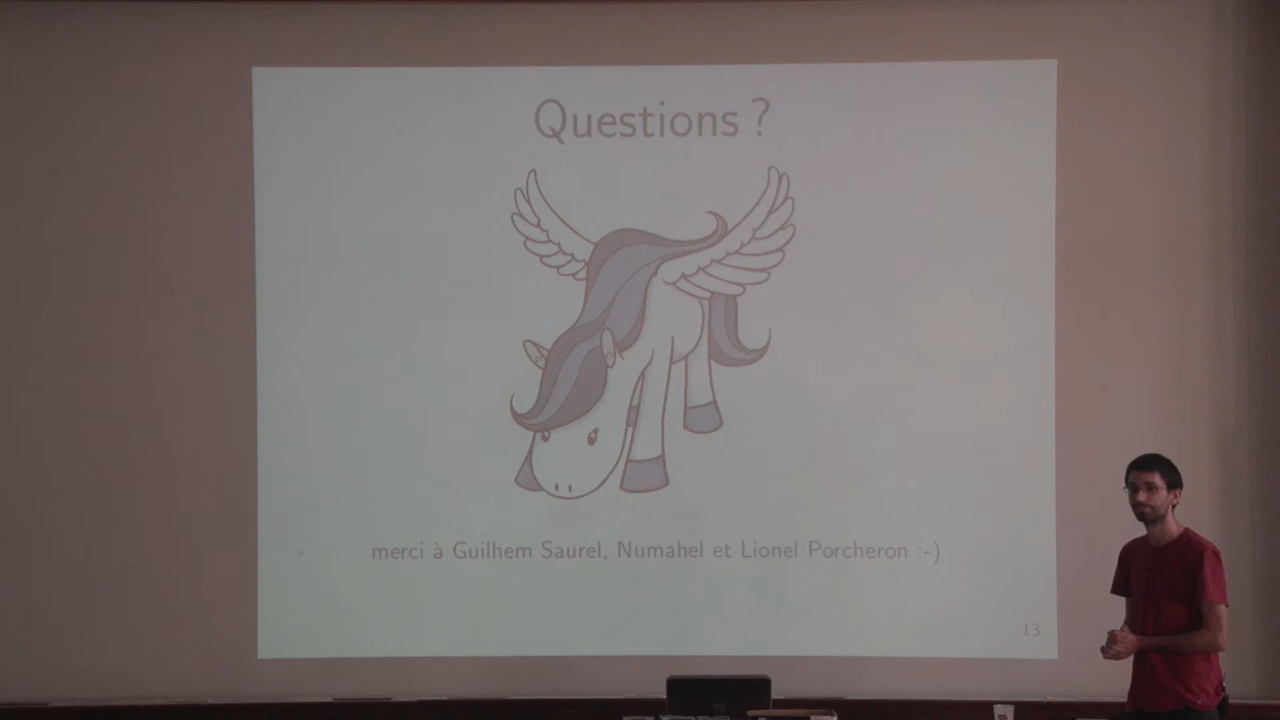 Questions ?
merci à Guilhem Saurel, Numahel et Lionel Porcheron :-)
13